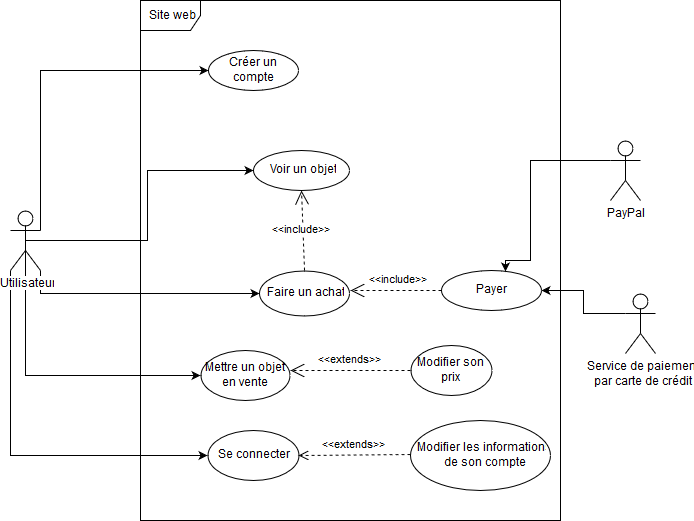 Site web
Créer un
compte
Voir un objet
<<include>>
PayPal
Utilisateur
Faire un achat
<<include>>
Payer
Service de paiement
par carte de crédit
Mettre un objet
en vente
<<extends>>
Modifier son
prix
Se connecter
<<extends>>
Modifier les information
de son compte